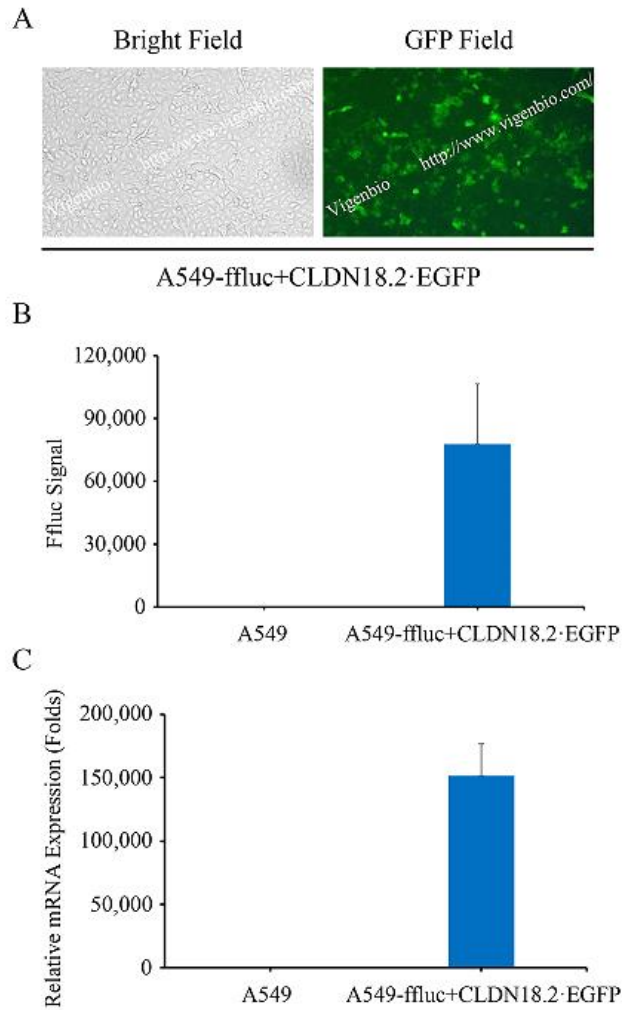 A
Bright Field
GFP Field
Vigenbio http://www.vigenbio.com/
Vigenbio http://www.vigenbio.com/
A549-ffluc+CLDN18.2·EGFP
B
120,000
90,000
60,000
30,000
0
Ffluc Signal
A549
A549-ffluc+CLDN18.2·EGFP
C
200,000
150,000
100,000
50,000
0
Relative mRNA Expression (Folds)
A549
A549-ffluc+CLDN18.2·EGFP